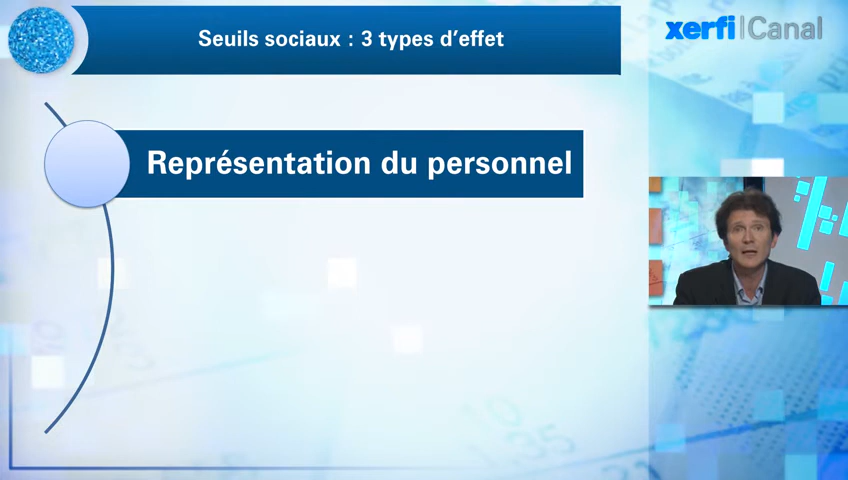 Seuils sociaux : 3 types d'effet
xerfi|Canal
Représentation du personnel